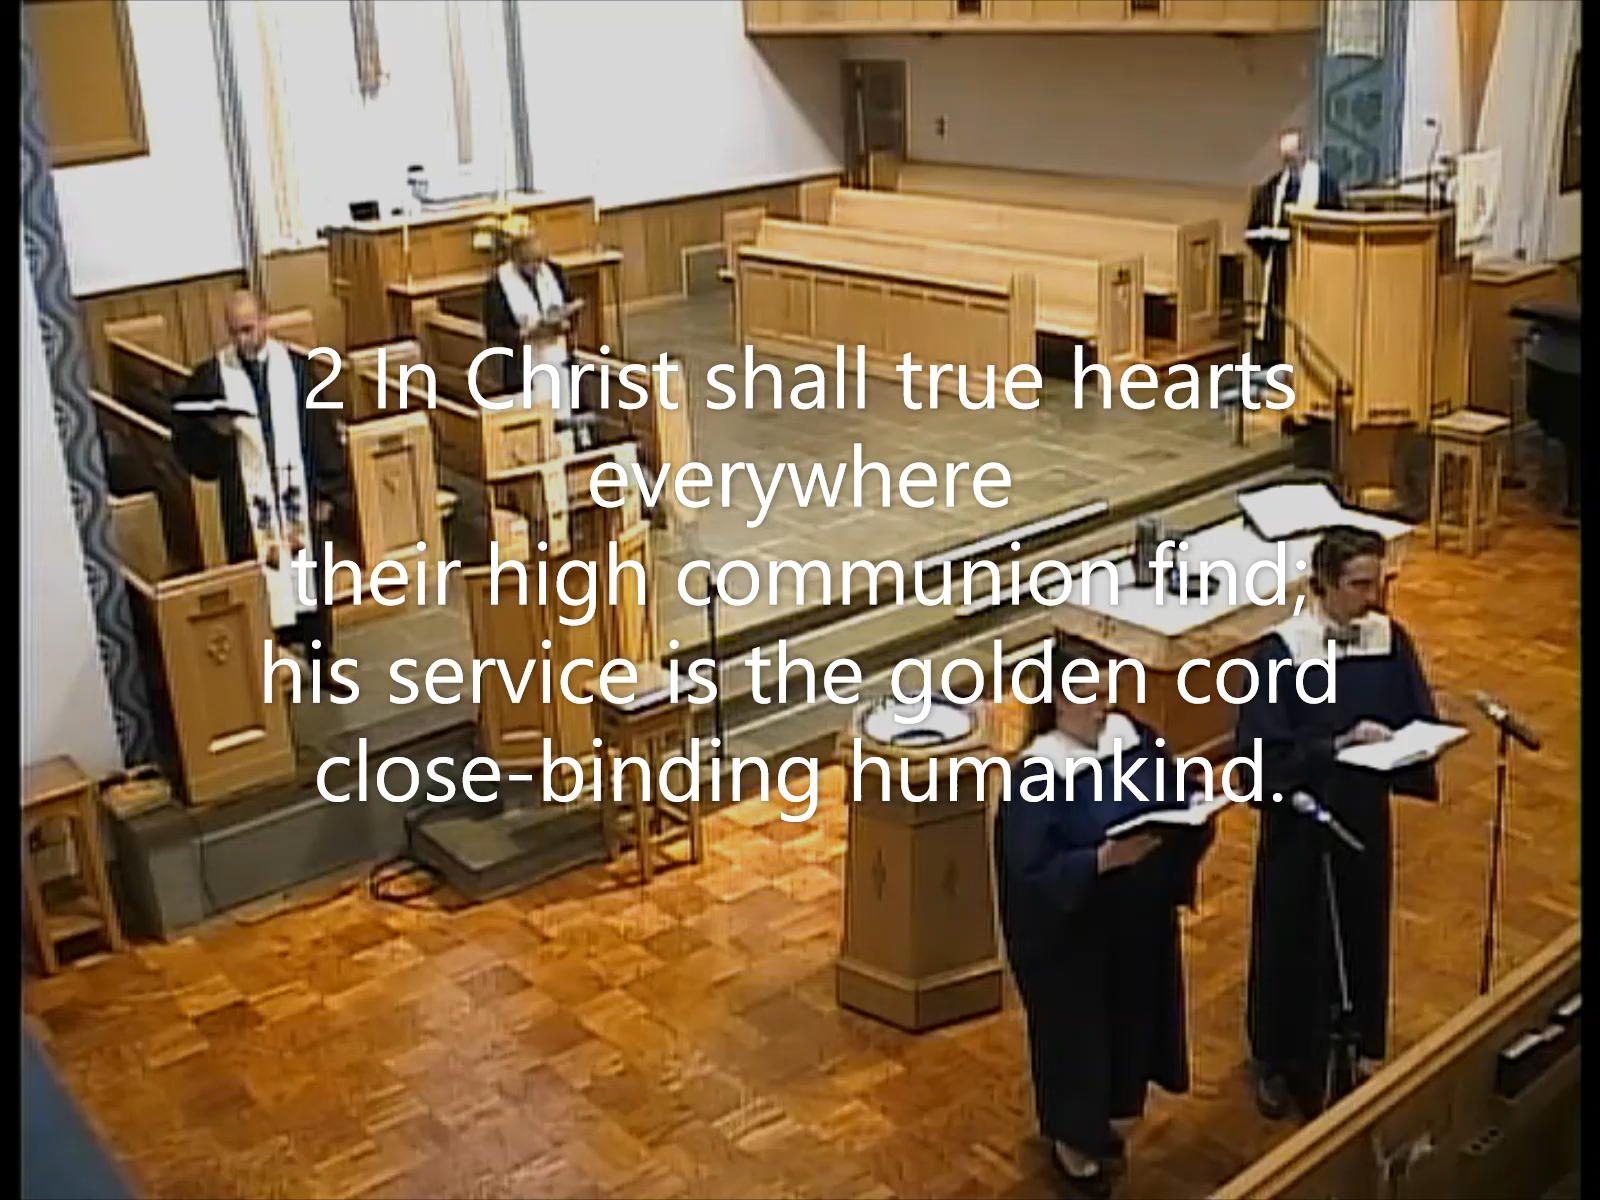 2 In Christ shall true hearts
everywhere
their high communion find;
his service is the golden cord
close-binding humankind.